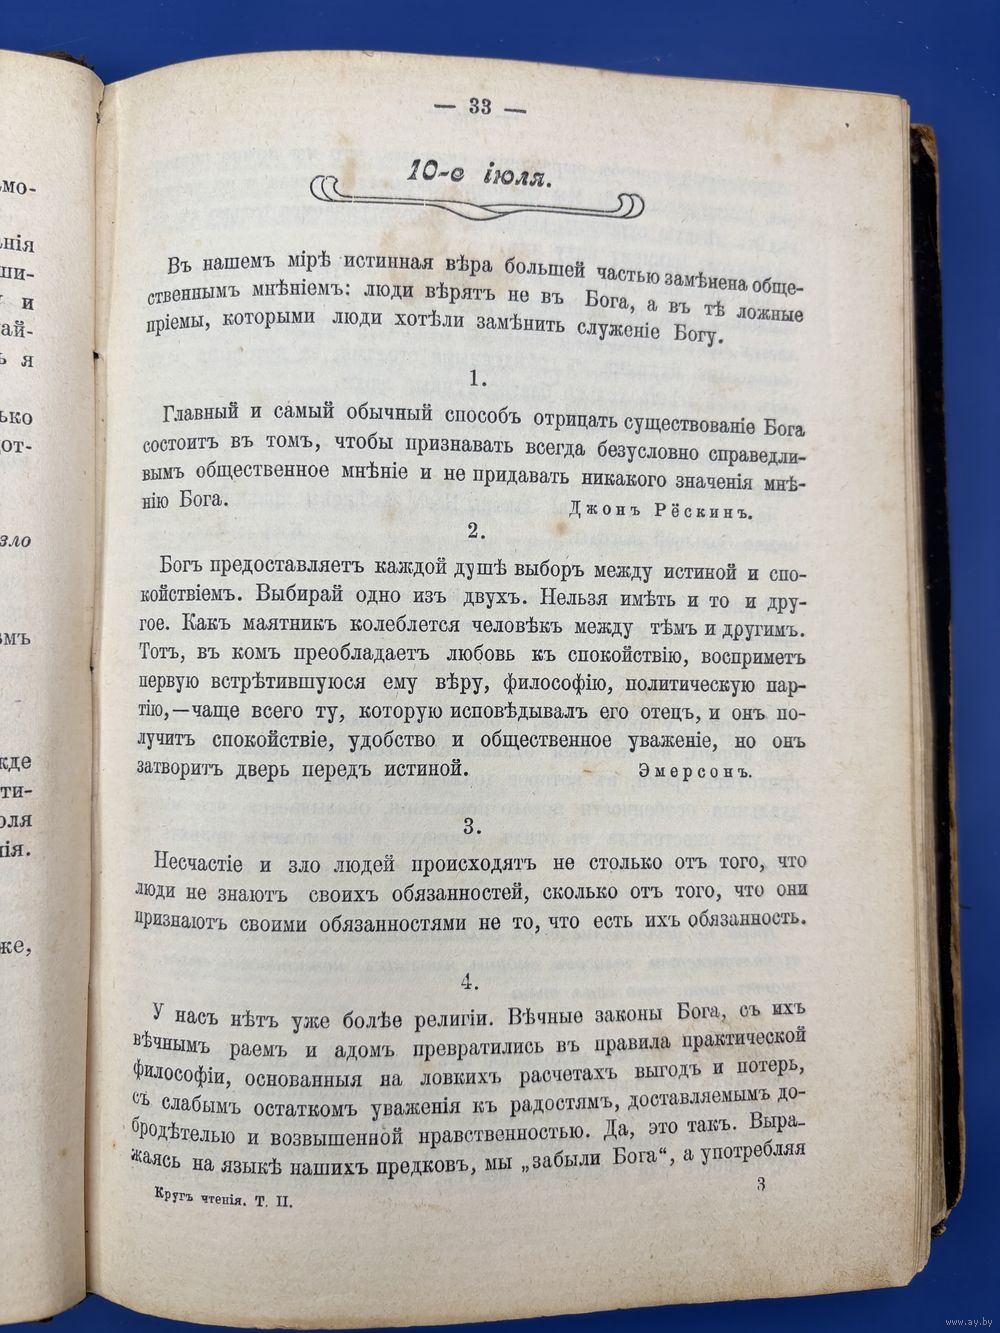 — 33 —
10-е іюля.
Въ нашемъ мірѣ истинная вѣра большей частью замѣнена обще-
ственнымъ мнѣніемъ: люди вѣрятъ не въ Бога, а въ тѣ ложные
пріемы, которыми люди хотѣли замѣнить служеніе Богу.
1.
Главный и самый обычный способъ отрицать существованіе Бога
состоитъ въ томъ, чтобы признавать всегда безусловно справедли-
вымъ общественное мнѣніе и не придавать никакого значенія мнѣ-
нію Бога. Джонъ Рёскинъ.
2.
Богъ предоставляетъ каждой душѣ выборъ между истиной и спо-
койствіемъ. Выбирай одно изъ двухъ. Нельзя имѣть и то и дру-
гое. Какъ маятникъ колеблется человѣкъ между тѣмъ и другимъ.
Тотъ, въ комъ преобладаетъ любовь къ спокойствію, восприметъ
первую встрѣтившуюся ему вѣру, философію, политическую пар-
тію,—чаще всего ту, которую исповѣдывалъ его отецъ, и онъ по-
лучитъ спокойствіе, удобство и общественное уваженіе, но онъ
затворитъ дверь передъ истиной. Эмерсонъ.
3.
Несчастіе и зло людей происходятъ не столько отъ того, что
люди не знаютъ своихъ обязанностей, сколько отъ того, что они
признаютъ своими обязанностями не то, что есть ихъ обязанность.
4.
У насъ нѣтъ уже болѣе религіи. Вѣчные законы Бога, съ ихъ
вѣчнымъ раемъ и адомъ превратились въ правила практической
философіи, основанныя на ловкихъ расчетахъ выгодъ и потерь,
съ слабымъ остаткомъ уваженія къ радостямъ, доставляемымъ до-
бродѣтелью и возвышенной нравственностью. Да, это такъ. Выра-
жаясь на языкѣ нашихъ предковъ, мы „забыли Бога“, а употребляя
Кругъ чтенія. Т. II. 3
www.ay.by